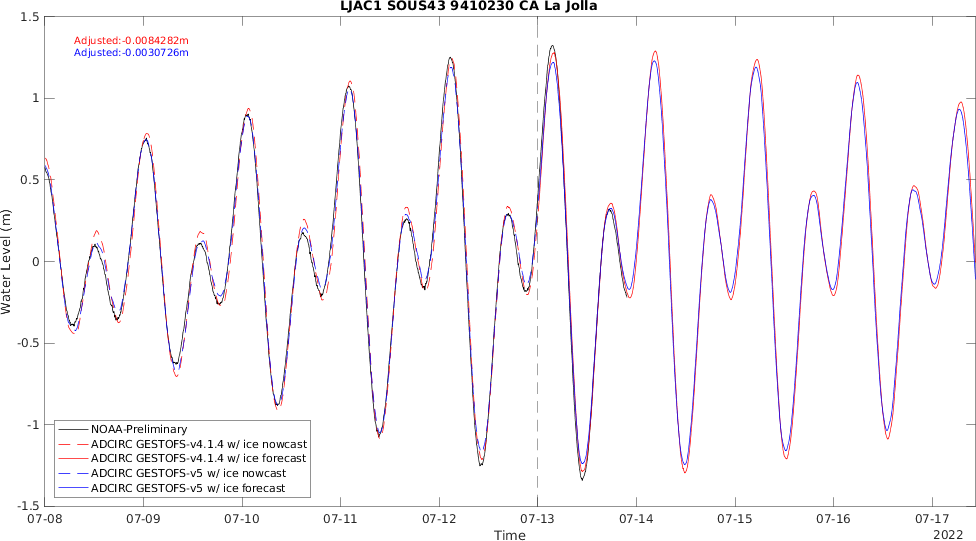 LJAC1 SOUS43 9410230 CA La Jolla
Adjusted:-0.0084282m
Adjusted:-0.0030726m
1.5
1
0.5
0
-0.5
-1
-1.5
Water Level (m)
NOAA-Preliminary
ADCIRC GESTOFS-v4.1.4 w/ ice nowcast
ADCIRC GESTOFS-v4.1.4 w/ ice forecast
ADCIRC GESTOFS-v5 w/ ice nowcast
ADCIRC GESTOFS-v5 w/ ice forecast
07-08 07-09 07-10 07-11 07-12 07-13 07-14 07-15 07-16 07-17
Time
2022